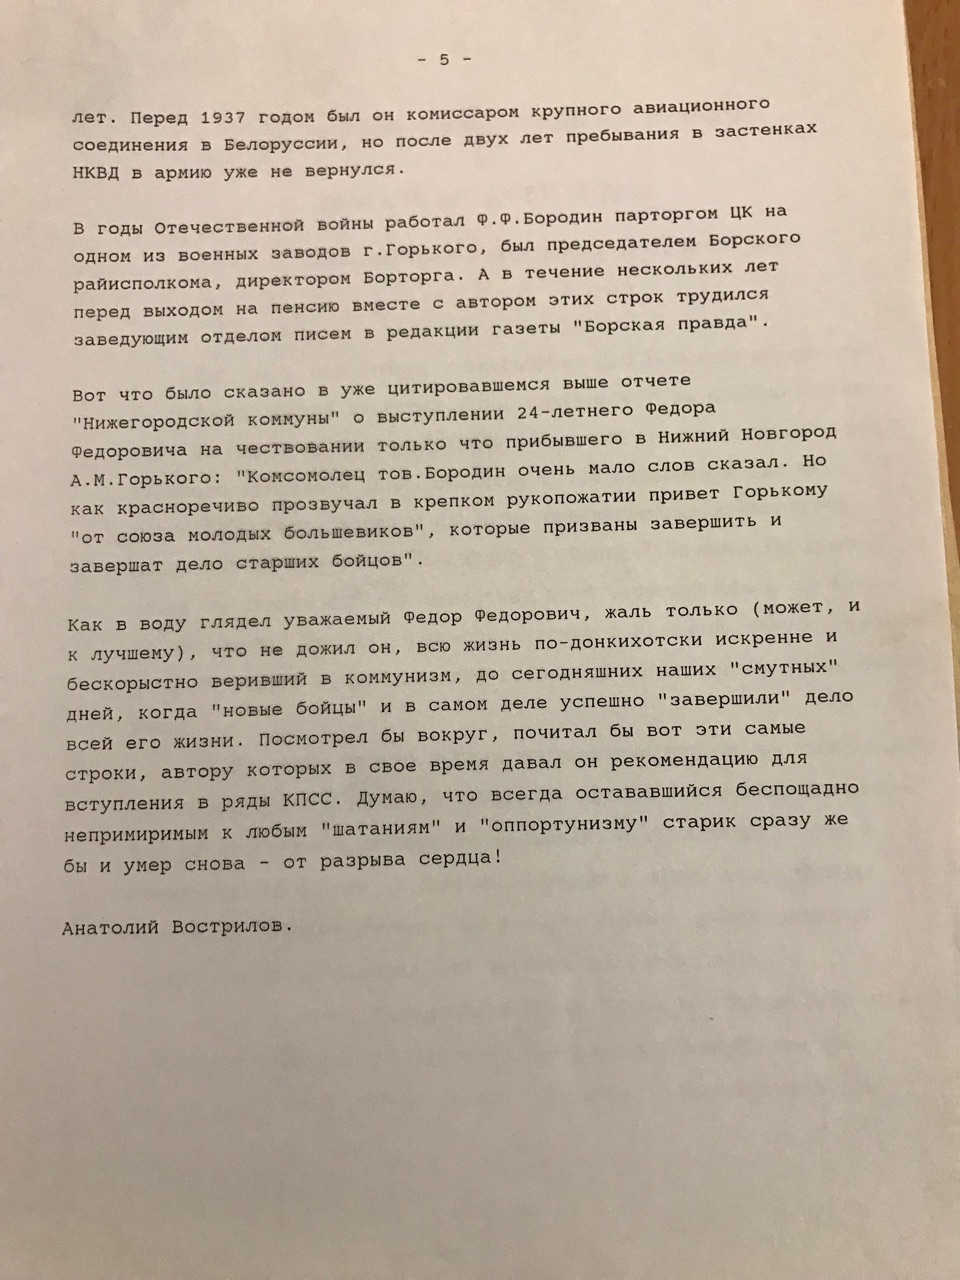 - 5 -
лет. Перед 1937 годом был он комиссаром крупного авиационного
соединения в Белоруссии, но после двух лет пребывания в застенках
НКВД в армию уже не вернулся.
В годы Отечественной войны работал Ф.Ф.Бородин парторгом ЦК на
одном из военных заводов г.Горького, был председателем Борского
райисполкома, директором Борторга. А в течение нескольких лет
перед выходом на пенсию вместе с автором этих строк трудился
заведующим отделом писем в редакции газеты "Борская правда".
Вот что было сказано в уже цитировавшемся выше отчете
"Нижегородской коммуны" о выступлении 24-летнего Федора
Федоровича на чествовании только что прибывшего в Нижний Новгород
А.М.Горького: "Комсомолец тов.Бородин очень мало слов сказал. Но
как красноречиво прозвучал в крепком рукопожатии привет Горькому
"от союза молодых большевиков", которые призваны завершить и
завершат дело старших бойцов".
Как в воду глядел уважаемый Федор Федорович, жаль только (может, и
к лучшему), что не дожил он, всю жизнь по-донкихотски искренне и
бескорыстно веривший в коммунизм, до сегодняшних наших "смутных"
дней, когда "новые бойцы" и в самом деле успешно "завершили" дело
всей его жизни. Посмотрел бы вокруг, почитал бы вот эти самые
строки, автору которых в свое время давал он рекомендацию для
вступления в ряды КПСС. Думаю, что всегда остававшийся беспощадно
непримиримым к любым "шатаниям" и "оппортунизму" старик сразу же
бы и умер снова - от разрыва сердца!
Анатолий Вострилов.